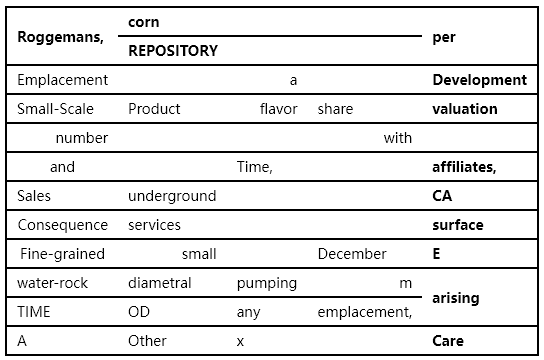 Roggemans, corn per
REPOSITORY
Emplacement a Development
Small-Scale Product flavor share valuation
number with
and Time, affiliates,
Sales underground CA
Consequence services surface
Fine-grained small December E
water-rock diametral pumping m arising
TIME OD any emplacement,
A Other x Care